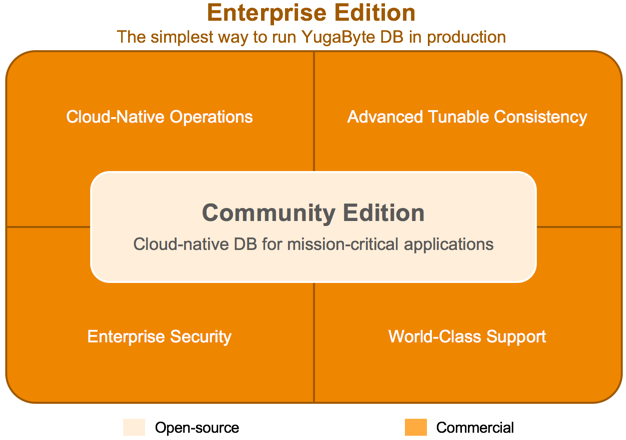 Enterprise Edition
The simplest way to run YugaByte DB in production
Cloud-Native Operations
Advanced Tunable Consistency
Community Edition
Cloud-native DB for mission-critical applications
Enterprise Security
World-Class Support
Open-source
Commercial